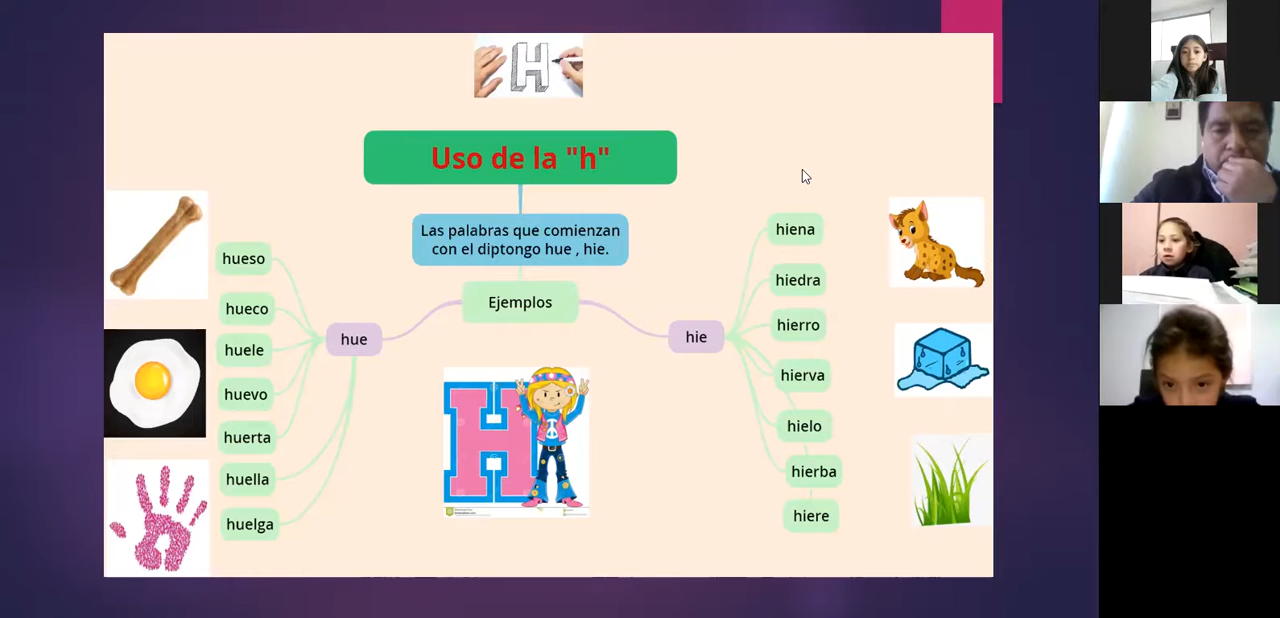 Uso de la "h"
Las palabras que comienzan
con el diptongo hue , hie.
Ejemplos
hue
hueso
hueco
huele
huevo
huerta
huella
huelga
hie
hiena
hiedra
hierro
hierva
hielo
hierba
hiere
H
H